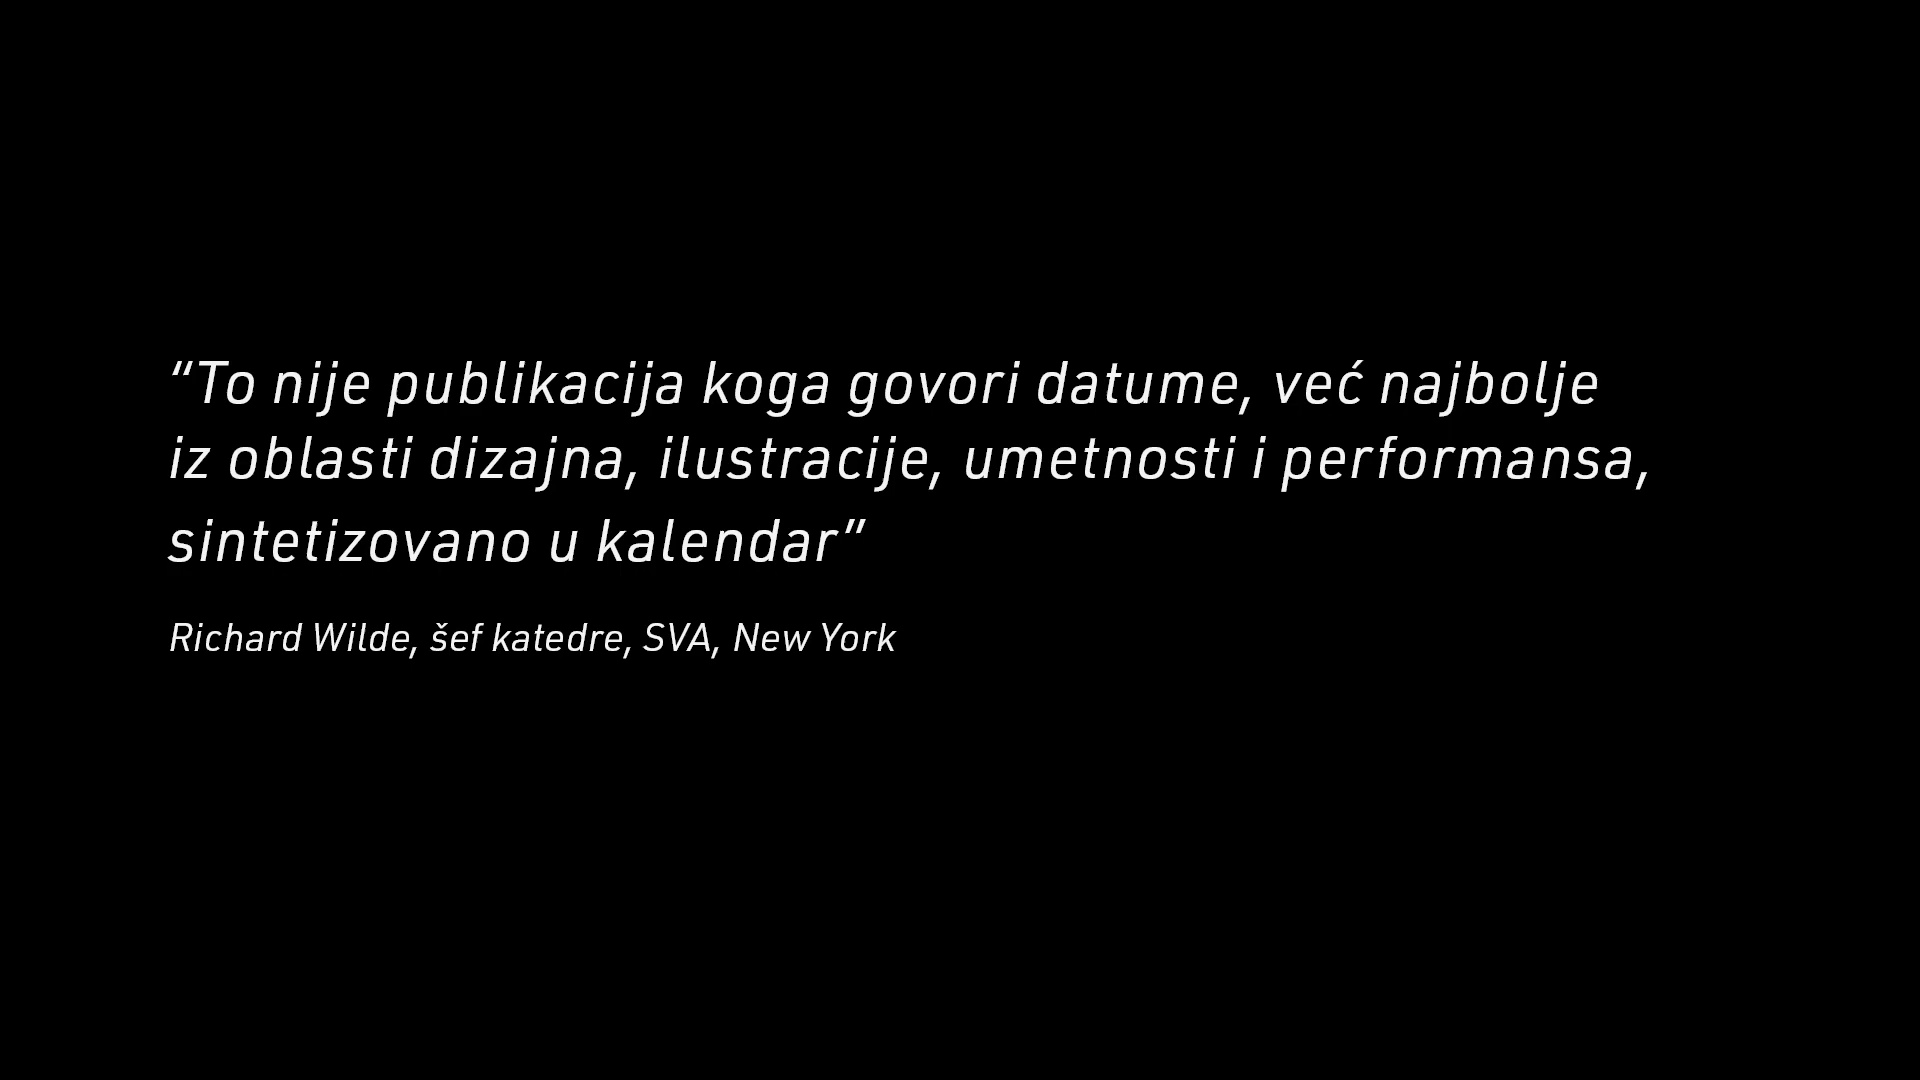 “To nije publikacija koga govori datume, već najbolje
iz oblasti dizajna, ilustracije, umetnosti i performansa,
sintetizovano u kalendar”
Richard Wilde, šef katedre, SVA, New York